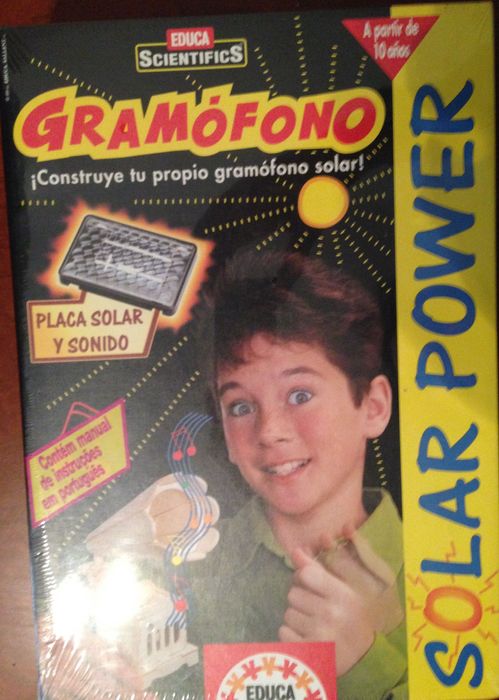 EDUCA
SCIENTIFICS
A partir de
10 años
GRAMÓFONO
¡Construye tu propio gramófono solar!
PLACA SOLAR
Y SONIDO
Contém manual
de instruções
em português
SOLAR POWER
EDUCA